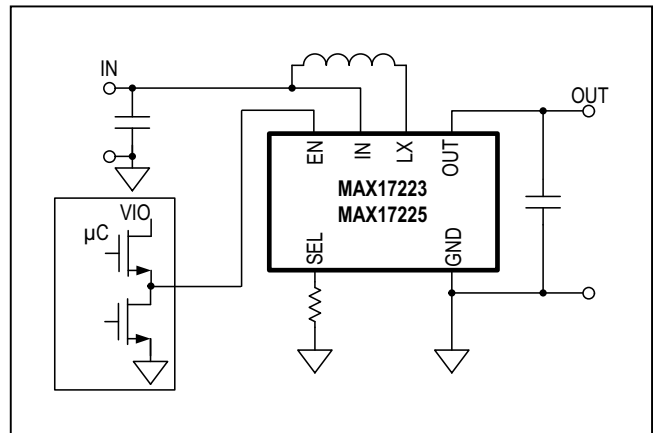 IN
OUT
EN
IN
LX
OUT
MAX17223
MAX17225
SEL
GND
VIO
µC